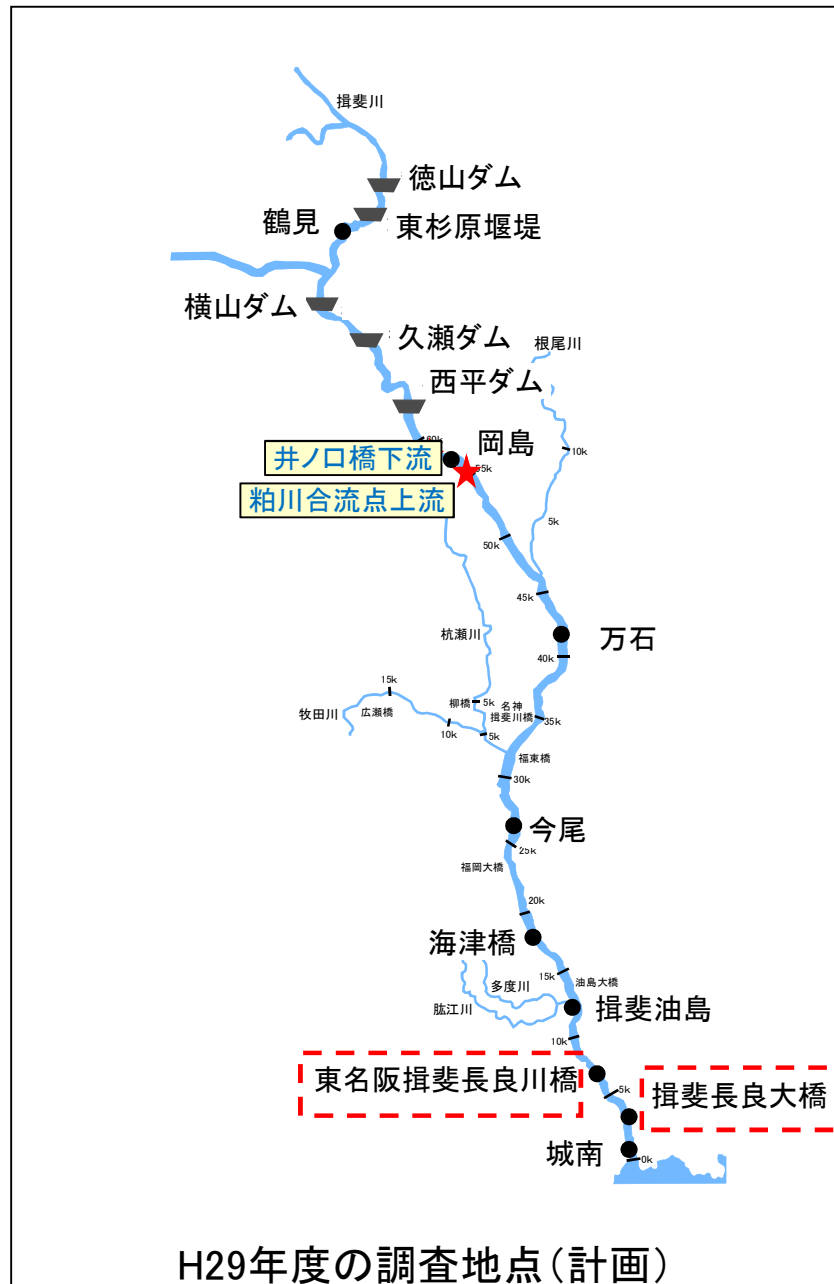 揖斐川
徳山ダム
鶴見
東杉原堰堤
横山ダム
久瀬ダム
根尾川
西平ダム
岡島
井ノ口橋下流
10k
55k
粕川合流点上流
5k
50k
45k
杭瀬川
万石
40k
15k
柳橋
5k
名神
揖斐川橋
牧田川
広瀬橋
10k
5k
35k
福東橋
30k
今尾
25k
福岡大橋
20k
海津橋
15k
油島大橋
多度川
肱江川
揖斐油島
10k
東名阪揖斐長良川橋
5k
揖斐長良大橋
城南
0k
H29年度の調査地点(計画)